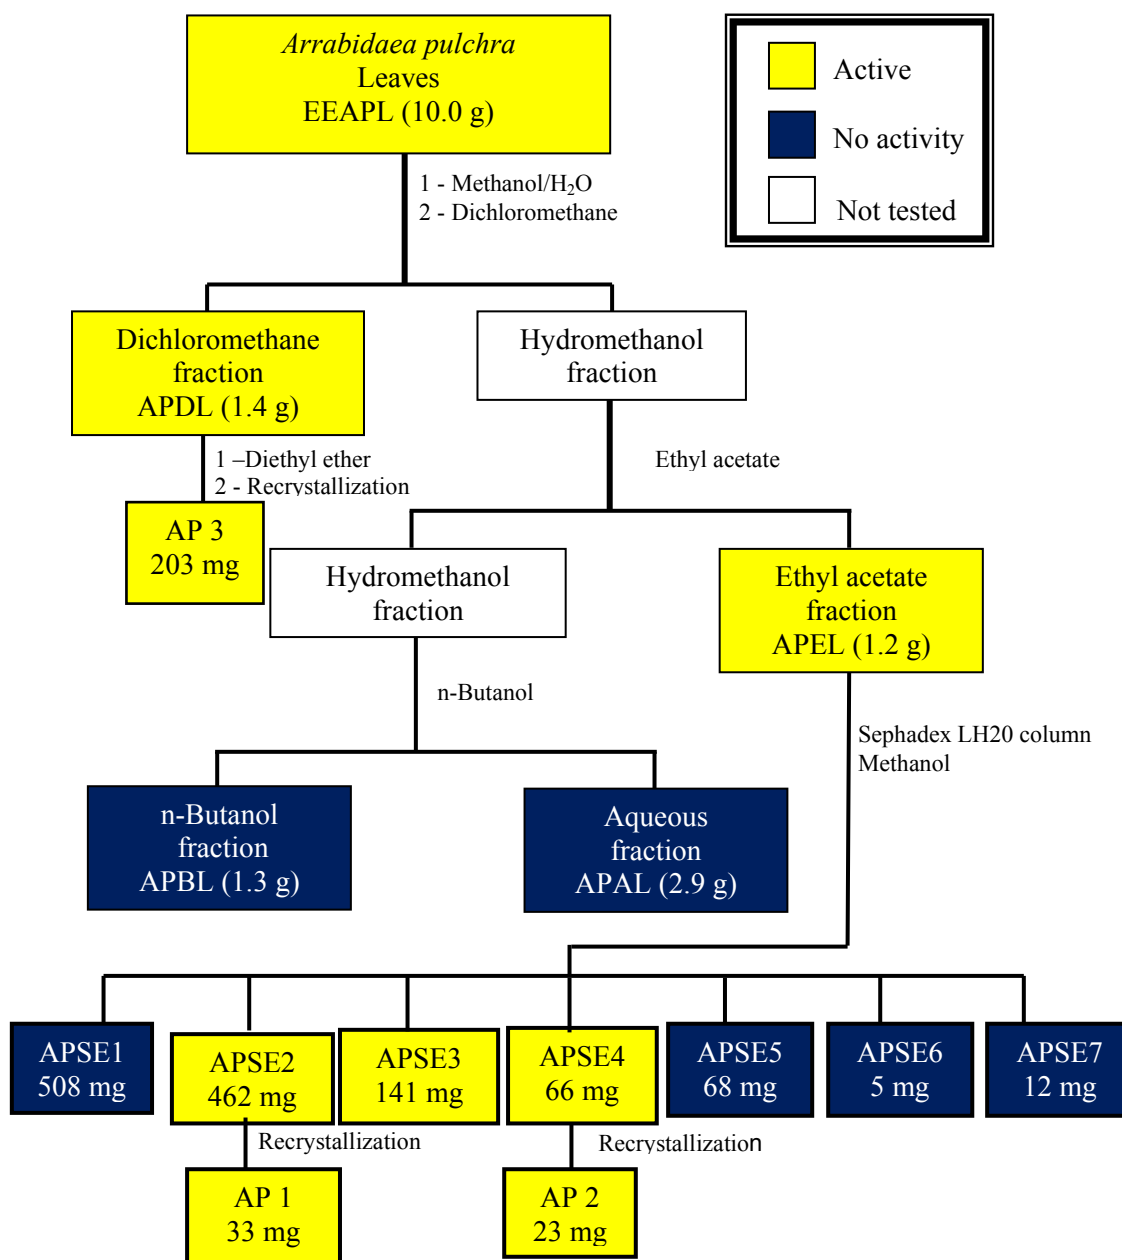 Arrabidaea pulchra
Leaves
EEAPL (10.0 g)
Active
No activity
Not tested
1 - Methanol/H₂O
2 - Dichloromethane
Dichloromethane
fraction
APDL (1.4 g)
Hydromethanol
fraction
1 –Diethyl ether
2 - Recrystallization
Ethyl acetate
AP 3
203 mg
Hydromethanol
fraction
Ethyl acetate
fraction
APEL (1.2 g)
n-Butanol
Sephadex LH20 column
Methanol
n-Butanol
fraction
APBL (1.3 g)
Aqueous
fraction
APAL (2.9 g)
APSE1
508 mg
APSE2
462 mg
APSE3
141 mg
APSE4
66 mg
APSE5
68 mg
APSE6
5 mg
APSE7
12 mg
Recrystallization
Recrystallization
AP 1
33 mg
AP 2
23 mg